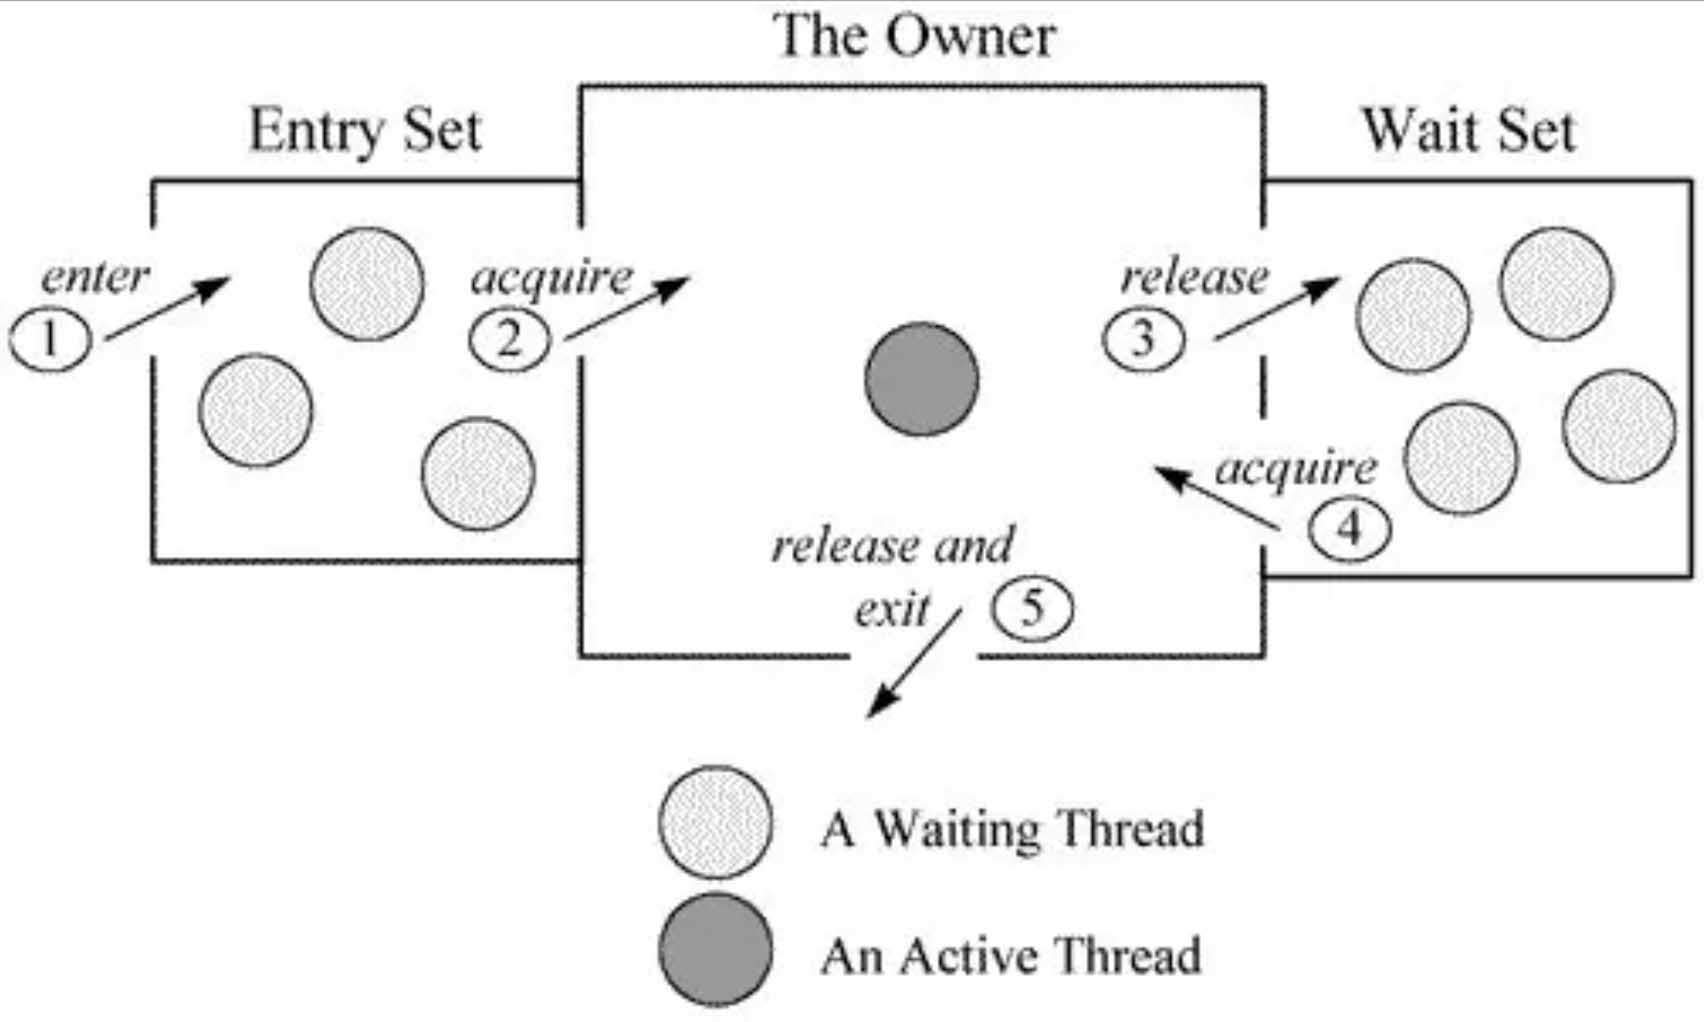 The Owner
Entry Set
Wait Set
enter
1
acquire
2
release
3
acquire
4
release and
exit
5
A Waiting Thread
An Active Thread